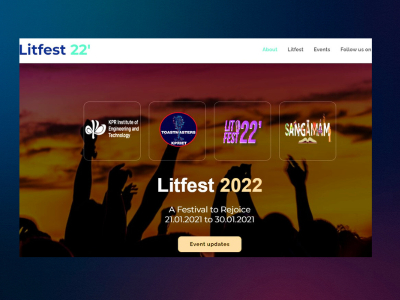 Litfest 22'
About Litfest Events Follow us on
KPR Institute of
Engineering and
Technology
TOASTMASTERS
KPRIET
LIT
FEST 22'
SANGAMAM
Litfest 2022
A Festival to Rejoice
21.01.2021 to 30.01.2021
Event updates